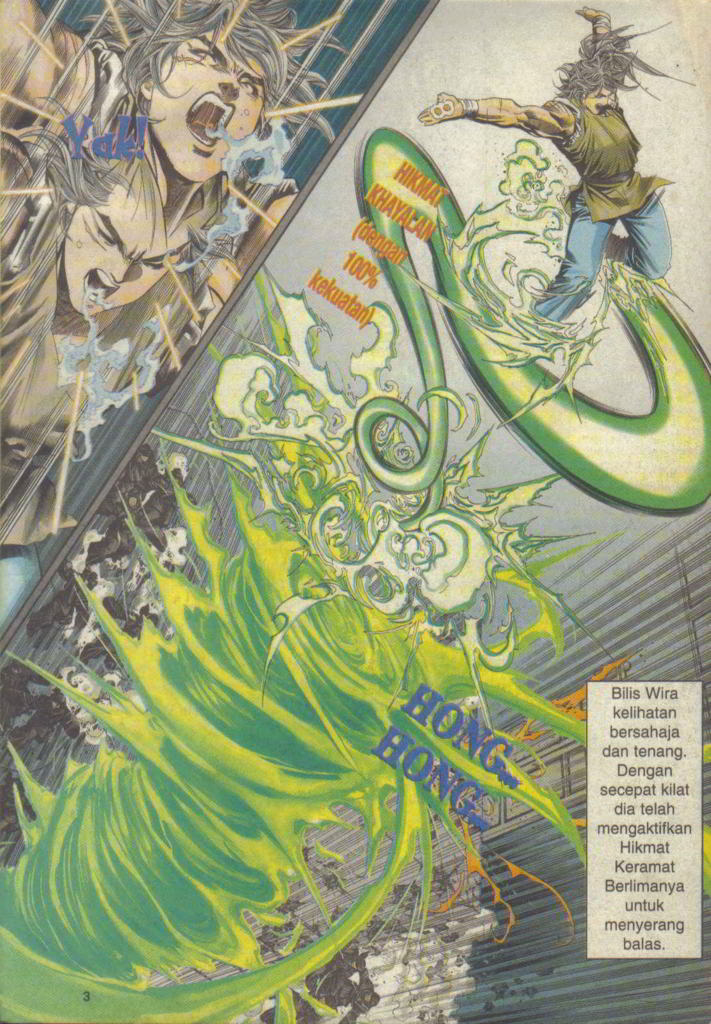 Yak!
HIKMAT
KHAYALAN
(dengan
100%
kekuatan)
HONG...
HONG...
Bilis Wira
kelihatan
bersahaja
dan tenang.
Dengan
secepat kilat
dia telah
mengaktifkan
Hikmat
Keramat
Berlimanya
untuk
menyerang
balas.
3